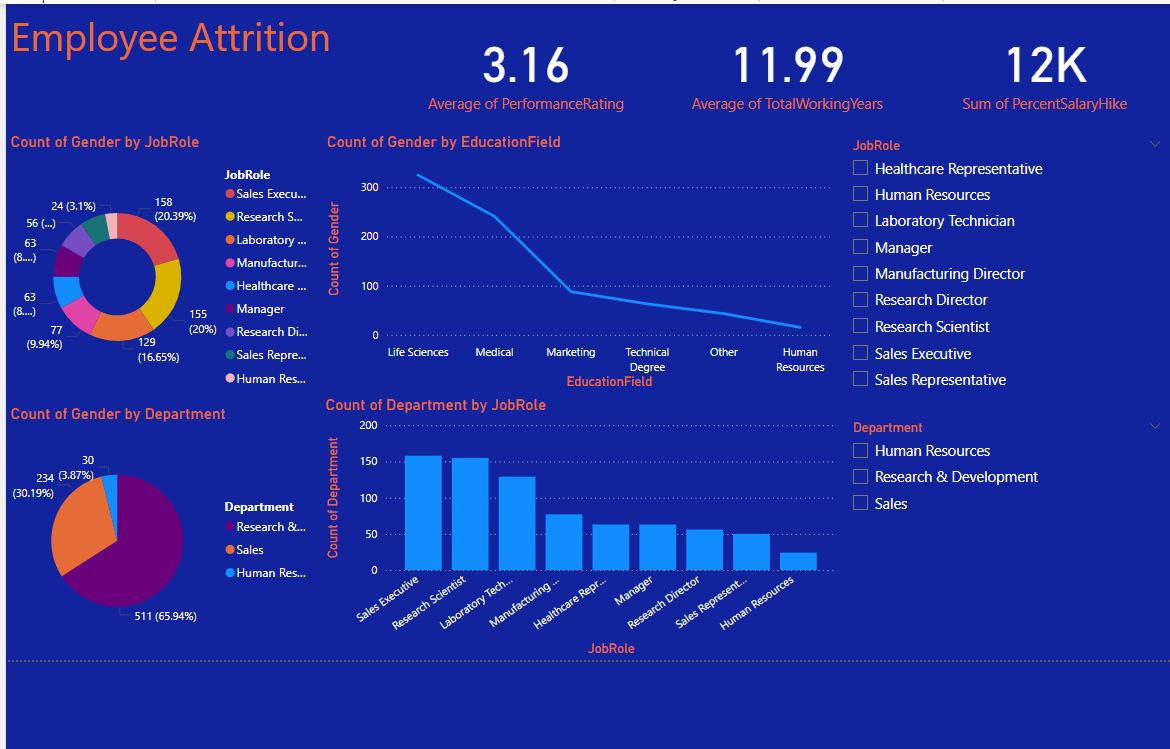 Employee Attrition
3.16
Average of PerformanceRating
11.99
Average of TotalWorkingYears
12K
Sum of PercentSalaryHike
Count of Gender by JobRole
158
(20.39%)
155
(20%)
129
(16.65%)
77
(9.94%)
63
(8....)
63
(8....)
56 (...)
24 (3.1%)
JobRole
Sales Execu...
Research S...
Laboratory ...
Manufactur...
Healthcare ...
Manager
Research Di...
Sales Repre...
Human Res...
Count of Gender by EducationField
Count of Gender
300
200
100
0
Life Sciences
Medical
Marketing
Technical
Degree
Other
Human
Resources
EducationField
JobRole
Healthcare Representative
Human Resources
Laboratory Technician
Manager
Manufacturing Director
Research Director
Research Scientist
Sales Executive
Sales Representative
Count of Gender by Department
30
(3.87%)
234
(30.19%)
511 (65.94%)
Department
Research &...
Sales
Human Res...
Count of Department by JobRole
Count of Department
200
150
100
50
0
Sales Executive
Research Scientist
Laboratory Tech...
Manufacturing ...
Healthcare Repr...
Manager
Research Director
Sales Represent...
Human Resources
JobRole
Department
Human Resources
Research & Development
Sales